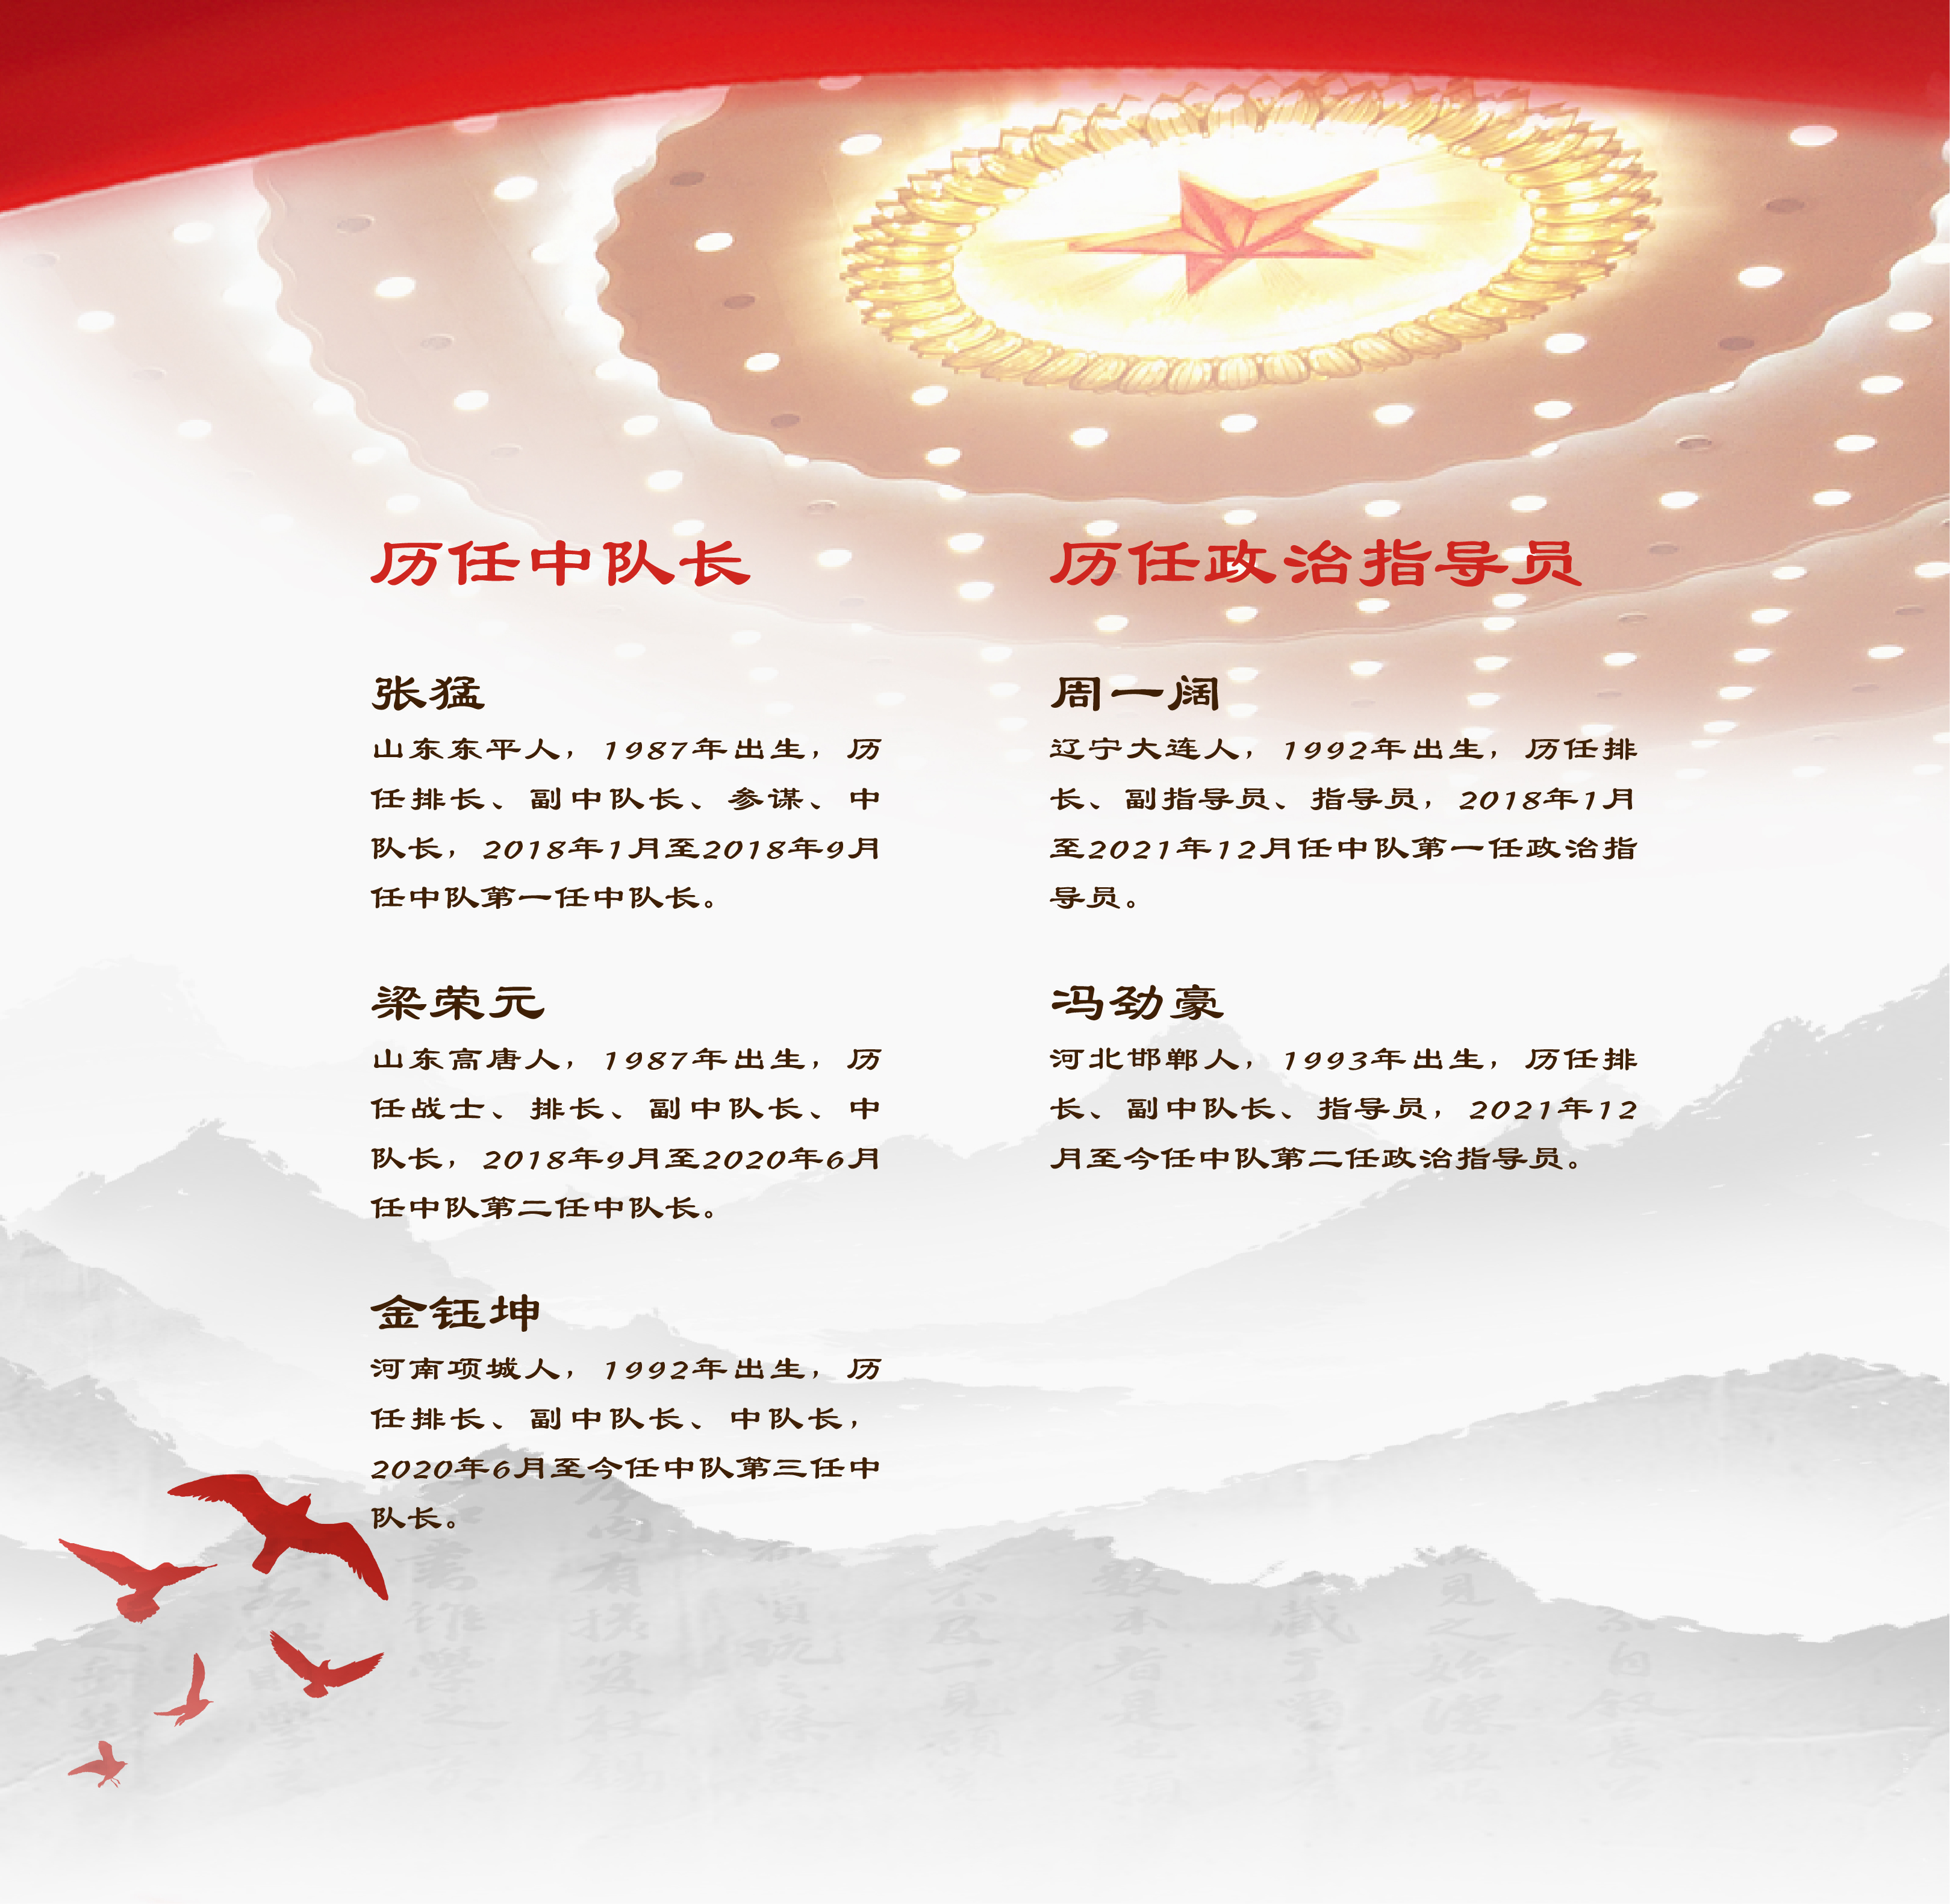 历任中队长
张猛
山东东平人，1987年出生，历
任排长、副中队长、参谋、中
队长，2018年1月至2018年9月
任中队第一任中队长。
梁荣元
山东高唐人，1987年出生，历
任战士、排长、副中队长、中
队长，2018年9月至2020年6月
任中队第二任中队长。
金钰坤
河南项城人，1992年出生，历
任排长、副中队长、中队长，
2020年6月至今任中队第三任中
队长。
历任政治指导员
周一阔
辽宁大连人，1992年出生，历任排
长、副指导员、指导员，2018年1月
至2021年12月任中队第一任政治指
导员。
冯劲豪
河北邯郸人，1993年出生，历任排
长、副中队长、指导员，2021年12
月至今任中队第二任政治指导员。